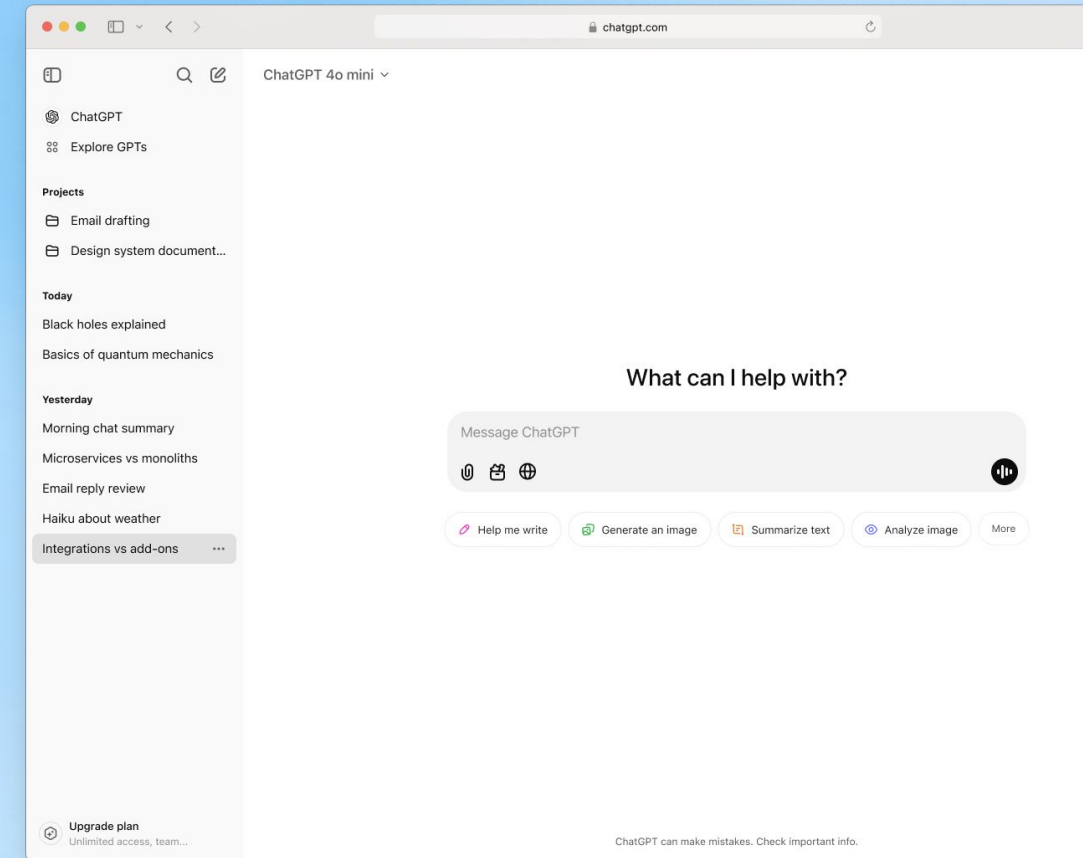 chatgpt.com
ChatGPT 4o mini
ChatGPT
Explore GPTs
Projects
Email drafting
Design system document...
Today
Black holes explained
Basics of quantum mechanics
Yesterday
Morning chat summary
Microservices vs monoliths
Email reply review
Haiku about weather
Integrations vs add-ons
Upgrade plan
Unlimited access, team...
What can I help with?
Message ChatGPT
Help me write
Generate an image
Summarize text
Analyze image
More
ChatGPT can make mistakes. Check important info.